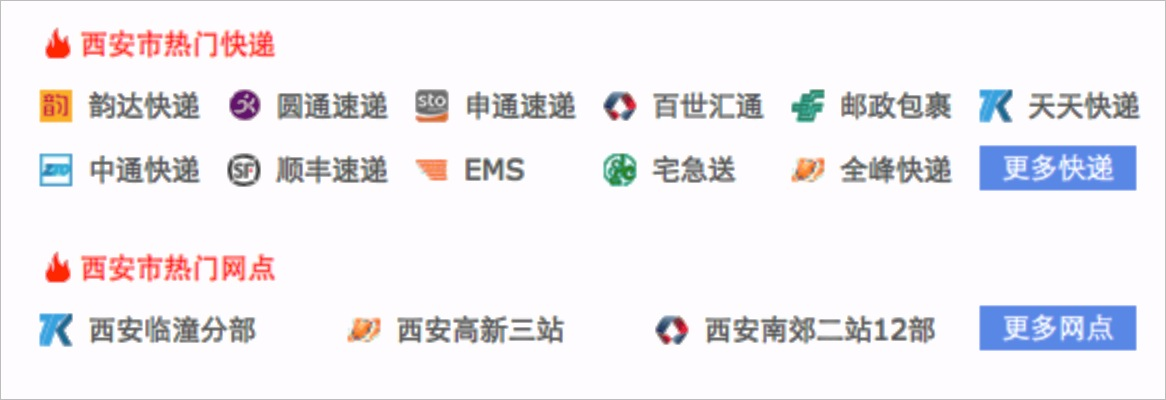 西安市热门快递
韵 韵达快递 圆通速递 sto 申通速递 百世汇通 邮政包裹 天天快递
ZTO 中通快递 SF 顺丰速递 EMS 宅急送 全峰快递 更多快递
西安市热门网点
西安临潼分部 西安高新三站 西安南郊二站12部 更多网点